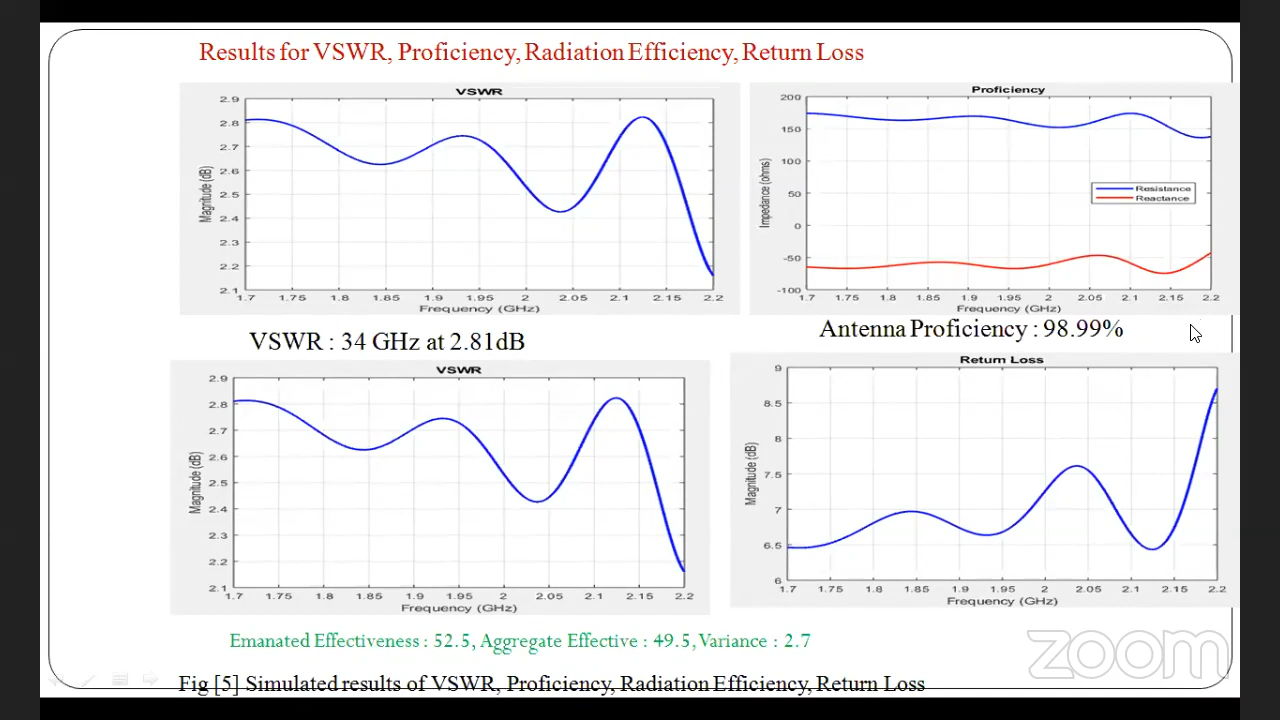 Results for VSWR, Proficiency, Radiation Efficiency, Return Loss
VSWR
2.9
2.8
2.7
2.6
2.5
2.4
2.3
2.2
2.1
Magnitude (dB)
1.7 1.75 1.8 1.85 1.9 1.95 2 2.05 2.1 2.15 2.2
Frequency (GHz)
Proficiency
200
150
100
50
0
-50
-100
Impedance (ohms)
Resistance
Reactance
1.7 1.75 1.8 1.85 1.9 1.95 2 2.05 2.1 2.15 2.2
Frequency (GHz)
VSWR : 34 GHz at 2.81dB
Antenna Proficiency : 98.99%
VSWR
2.9
2.8
2.7
2.6
2.5
2.4
2.3
2.2
2.1
Magnitude (dB)
1.7 1.75 1.8 1.85 1.9 1.95 2 2.05 2.1 2.15 2.2
Frequency (GHz)
Return Loss
9
8.5
8
7.5
7
6.5
6
Magnitude (dB)
1.7 1.75 1.8 1.85 1.9 1.95 2 2.05 2.1 2.15 2.2
Frequency (GHz)
Emanated Effectiveness : 52.5, Aggregate Effective : 49.5, Variance : 2.7
zoom
Fig [5] Simulated results of VSWR, Proficiency, Radiation Efficiency, Return Loss